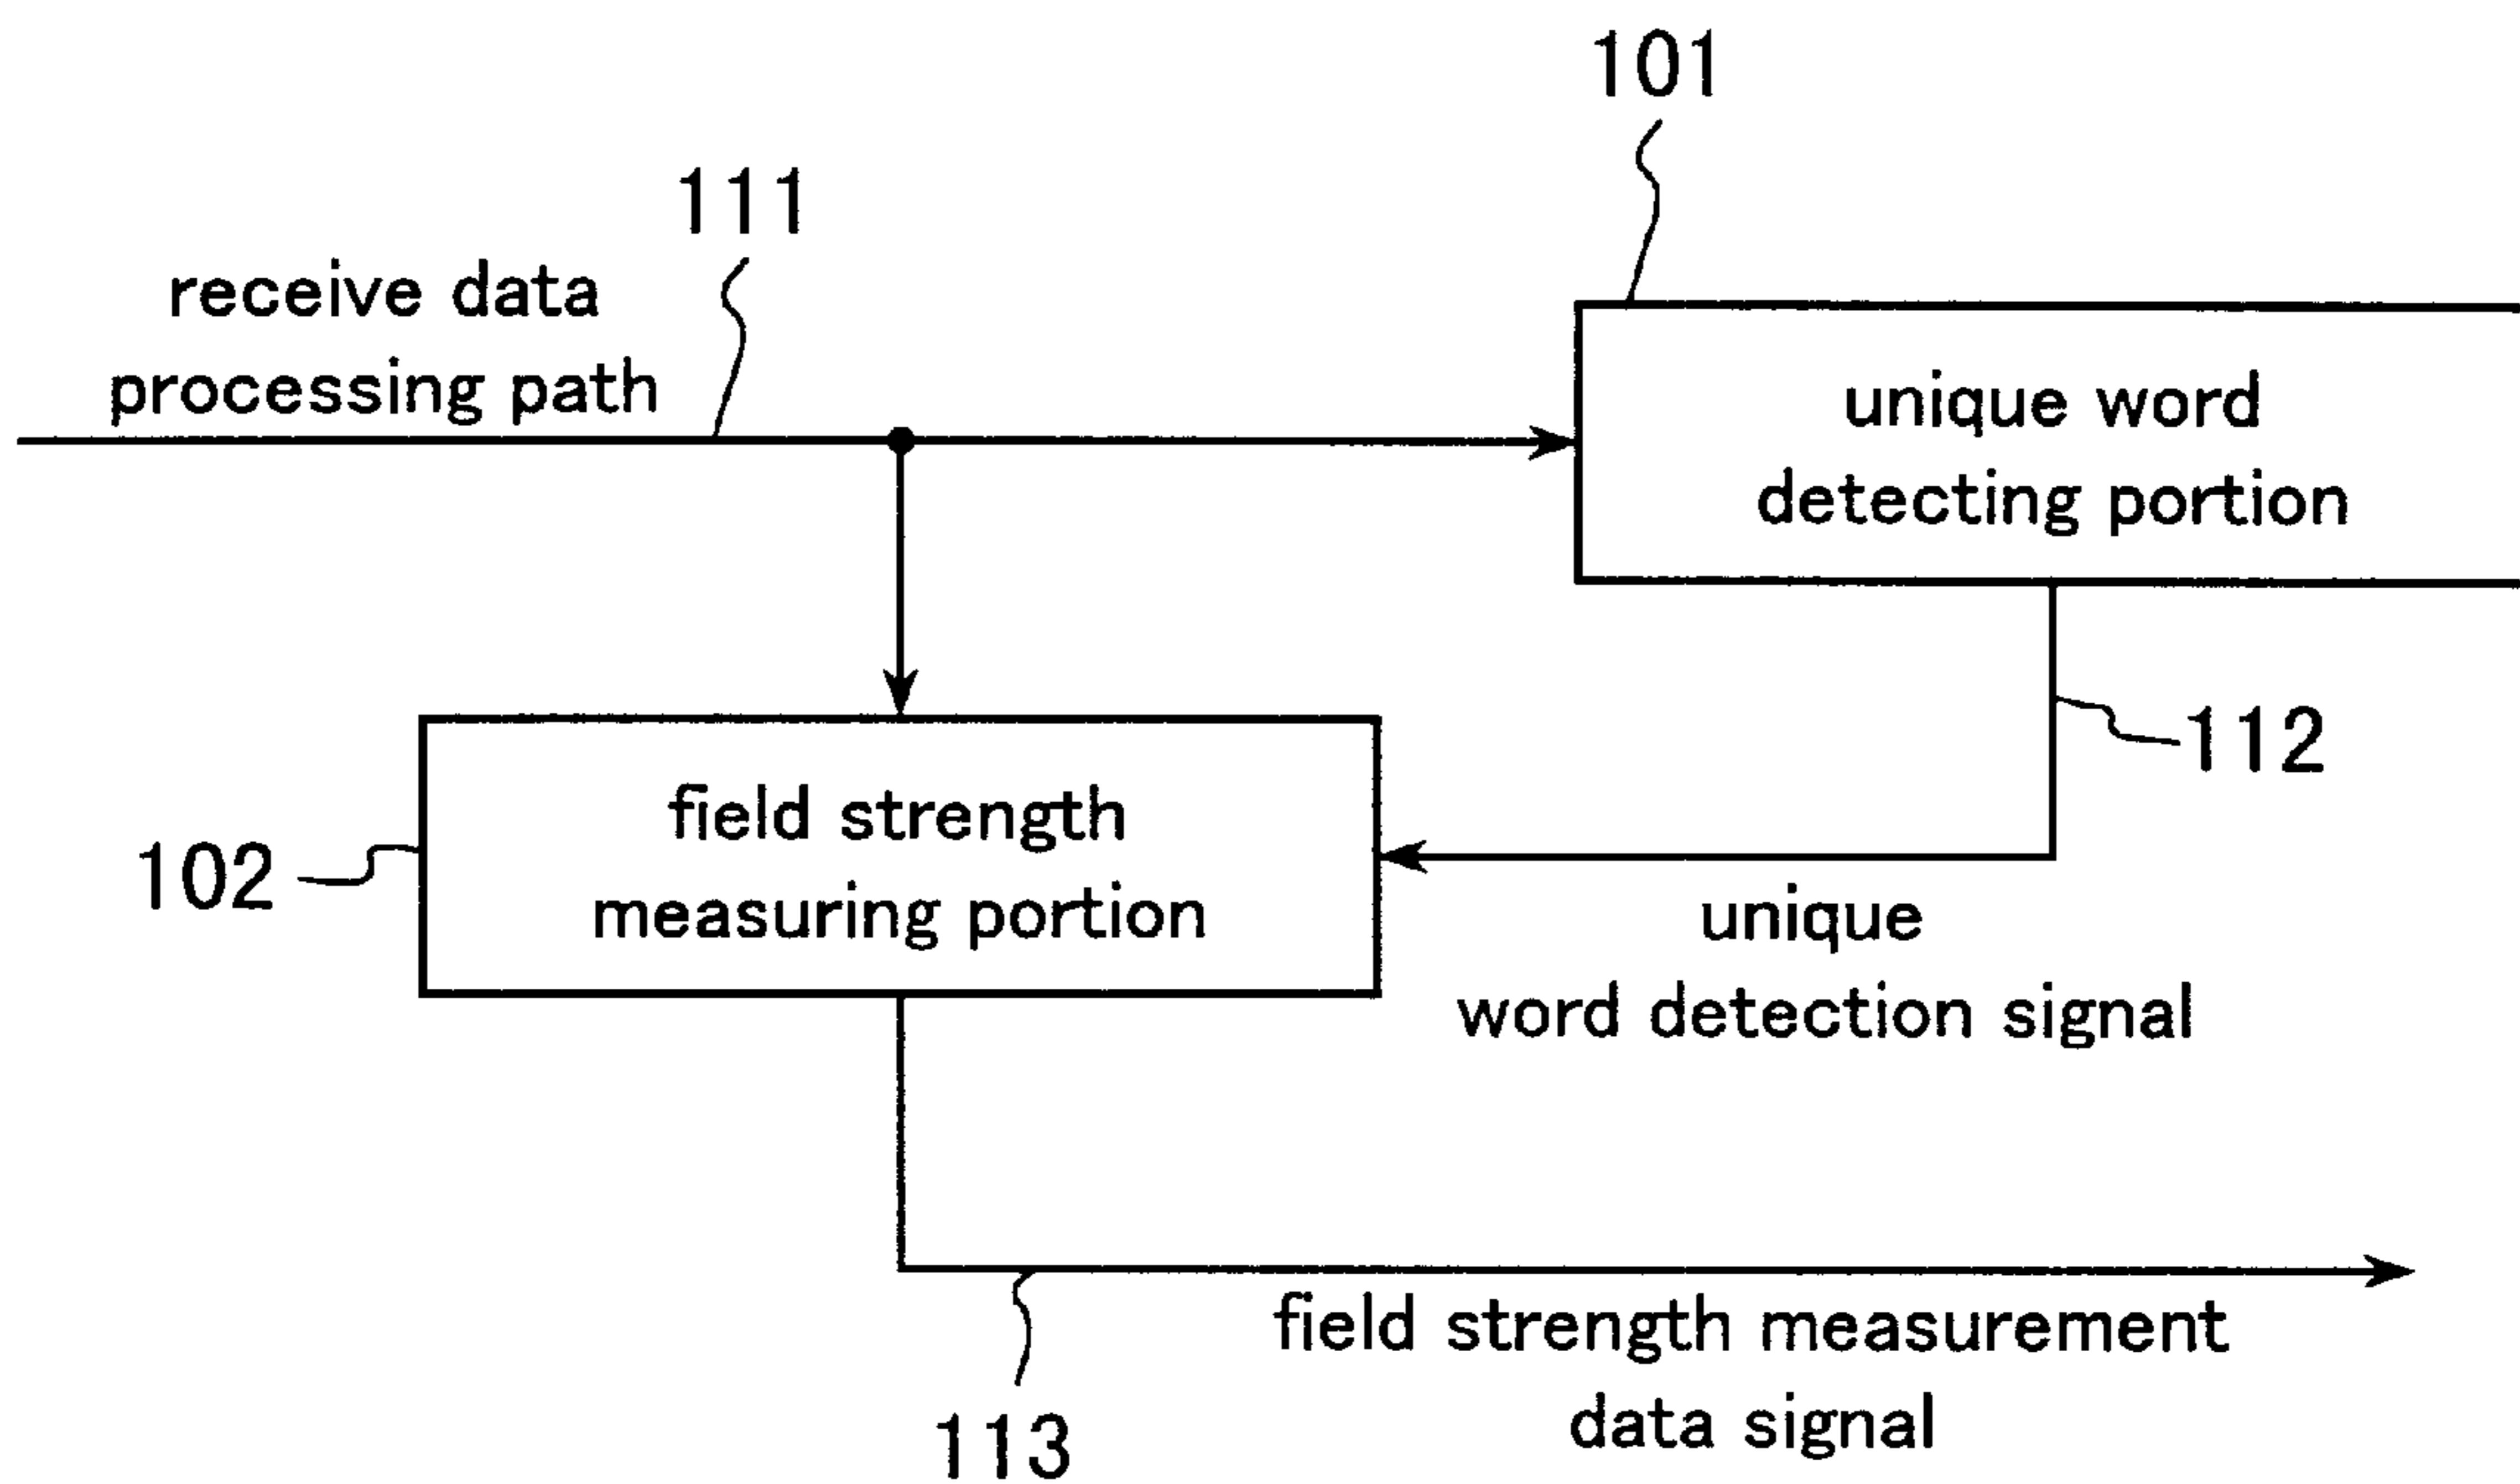 101
111
receive data
processing path
unique word
detecting portion
112
field strength
measuring portion
102
unique
word detection signal
field strength measurement
data signal
113